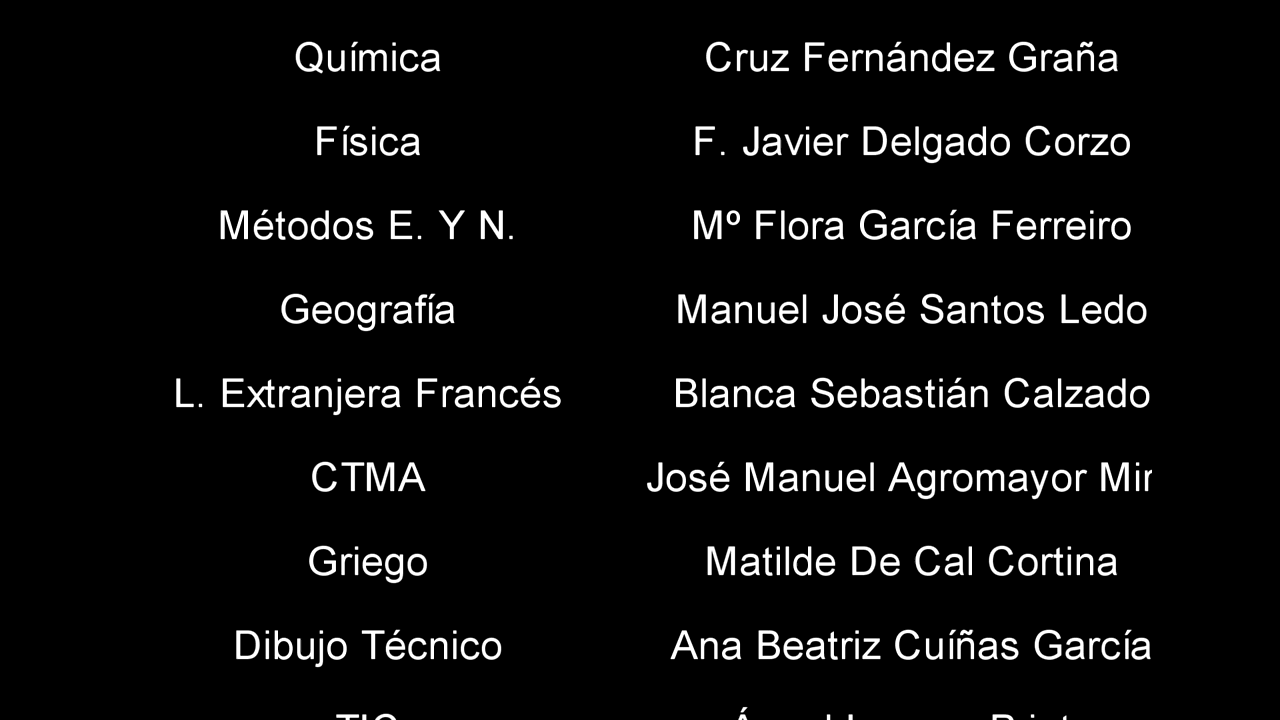 Química Cruz Fernández Graña
Física F. Javier Delgado Corzo
Métodos E. Y N. Mº Flora García Ferreiro
Geografía Manuel José Santos Ledo
L. Extranjera Francés Blanca Sebastián Calzado
CTMA José Manuel Agromayor
Griego Matilde De Cal Cortina
Dibujo Técnico Ana Beatriz Cuíñas García